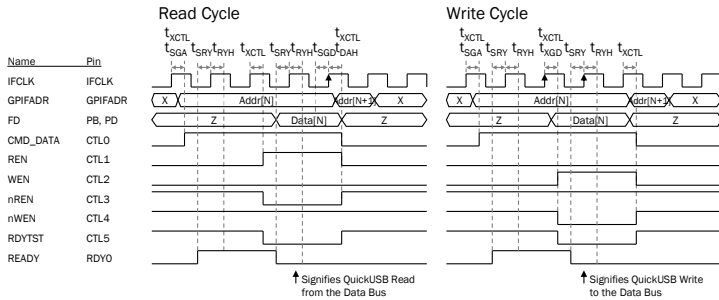 Read Cycle Write Cycle
tXCTL tXCTL
tSGA tSRY tRYH tXCTL tSRY tRYH tSGD tXCTL tDAH tSGA tSRY tRYH tXCTL tXGD tSRY tRYH tXCTL
Name Pin
IFCLK IFCLK
GPIFADR GPIFADR X Addr[N] Addr[N+1] X X Addr[N] Addr[N+1] X
FD PB, PD Z Data[N] Z Z Data[N] Z
CMD_DATA CTL0
REN CTL1
WEN CTL2
nREN CTL3
nWEN CTL4
RDYTST CTL5
READY RDY0
Signifies QuickUSB Read
from the Data Bus
Signifies QuickUSB Write
to the Data Bus